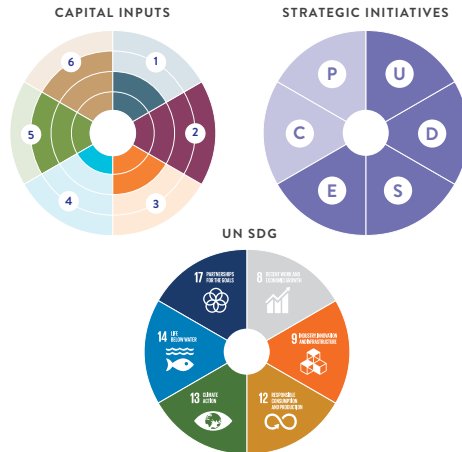 CAPITAL INPUTS
6
1
5
2
4
3
STRATEGIC INITIATIVES
P
U
C
D
E
S
UN SDG
17 PARTNERSHIPS
FOR THE GOALS
8 DECENT WORK AND
ECONOMIC GROWTH
14 LIFE
BELOW WATER
9 INDUSTRY, INNOVATION
AND INFRASTRUCTURE
13 CLIMATE
ACTION
12 RESPONSIBLE
CONSUMPTION
AND PRODUCTION